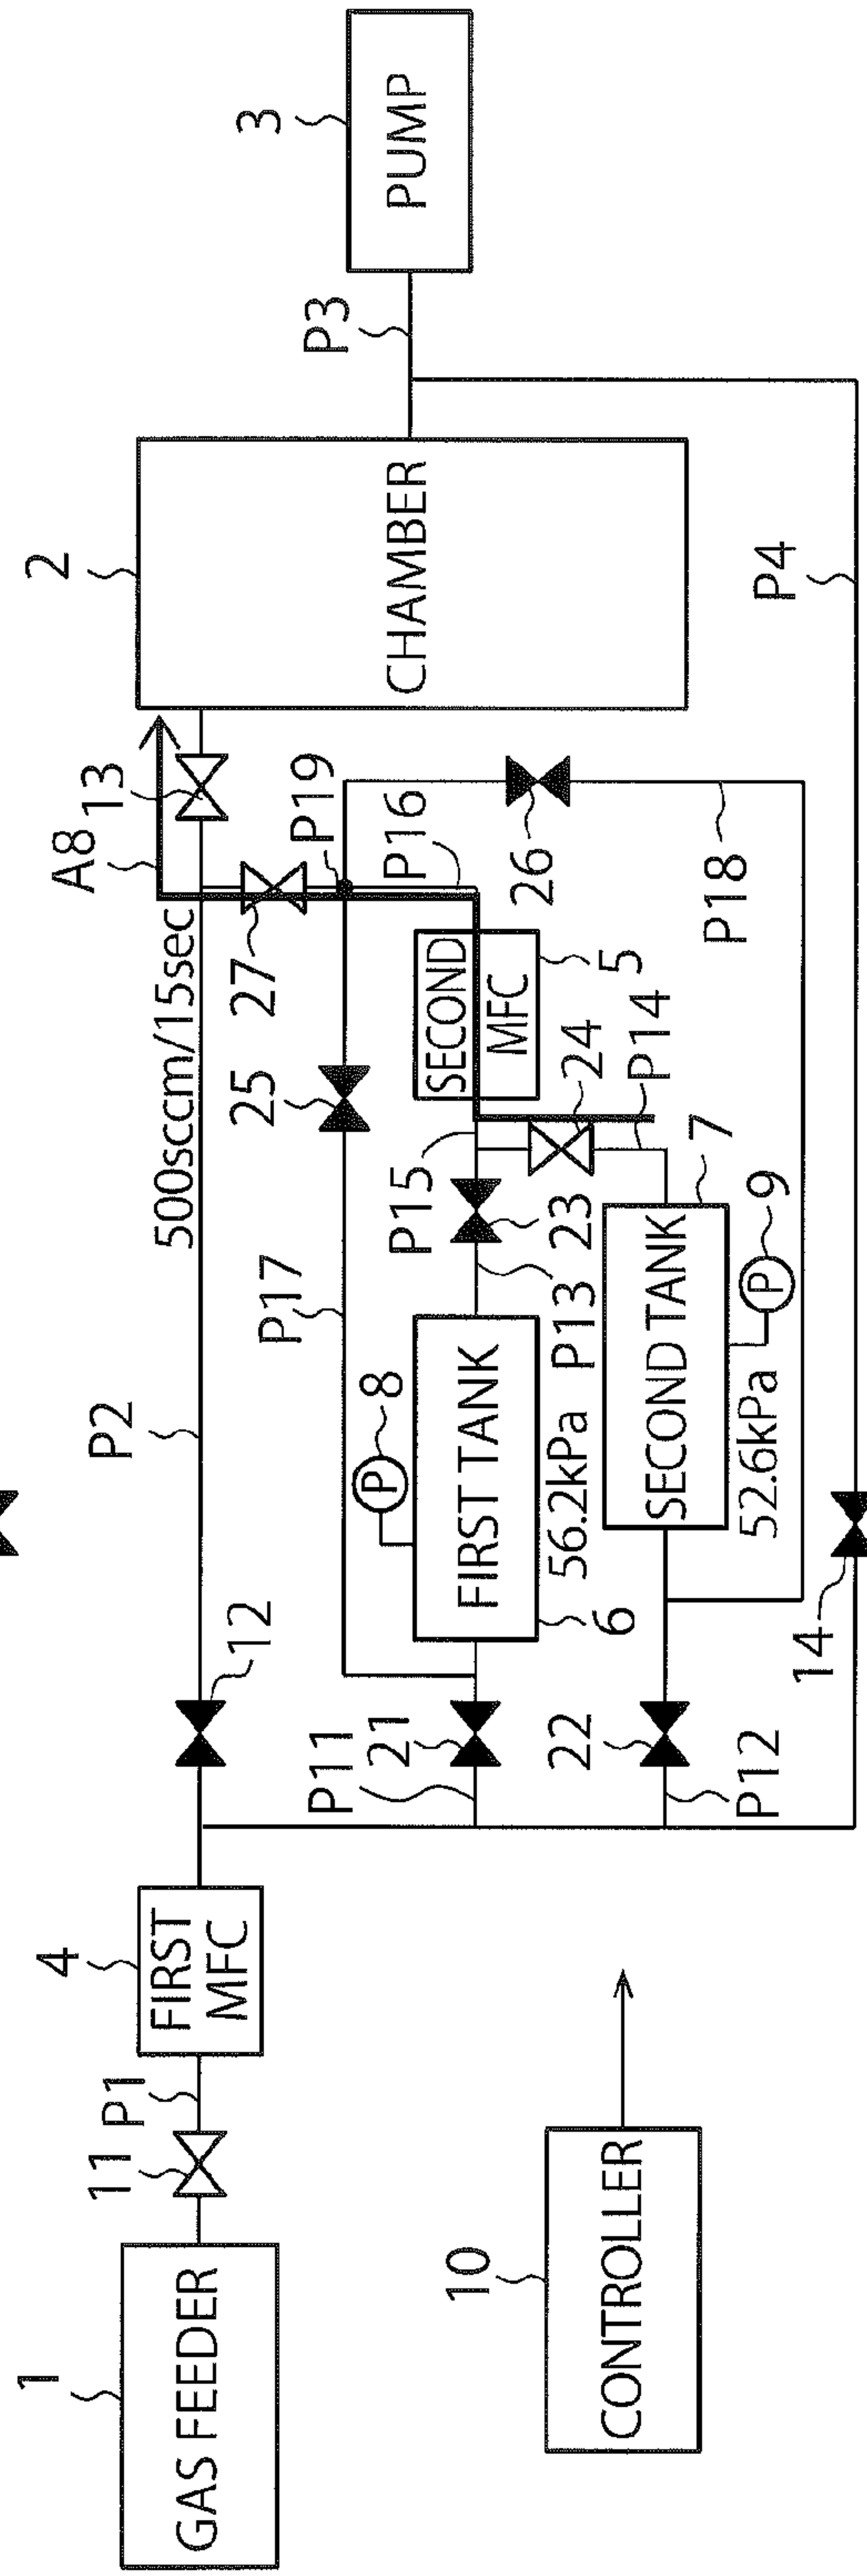 1
GAS FEEDER
11
P1
4
FIRST
MFC
12
P2
500sccm/15sec
A8
13
2
CHAMBER
P3
3
PUMP
P11
21
P17
8
P
FIRST TANK
56.2kPa
6
25
27
P19
P15
23
P13
SECOND
MFC
5
P16
26
P18
24
P14
22
P12
SECOND TANK
52.6kPa
7
9
P
14
P4
10
CONTROLLER